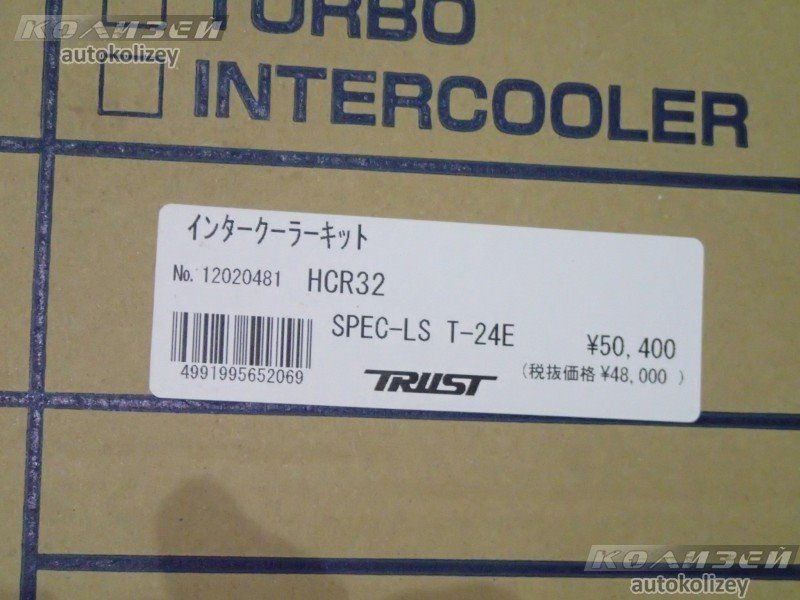 КОЛИЗЕЙ
autokolizey
TURBO
INTERCOOLER
インタークーラーキット
No. 12020481 HCR32
SPEC-LS T-24E
¥50,400
4991995652069
TRUST
(税抜価格 ¥48,000 )
КОЛИЗЕЙ
autokolizey